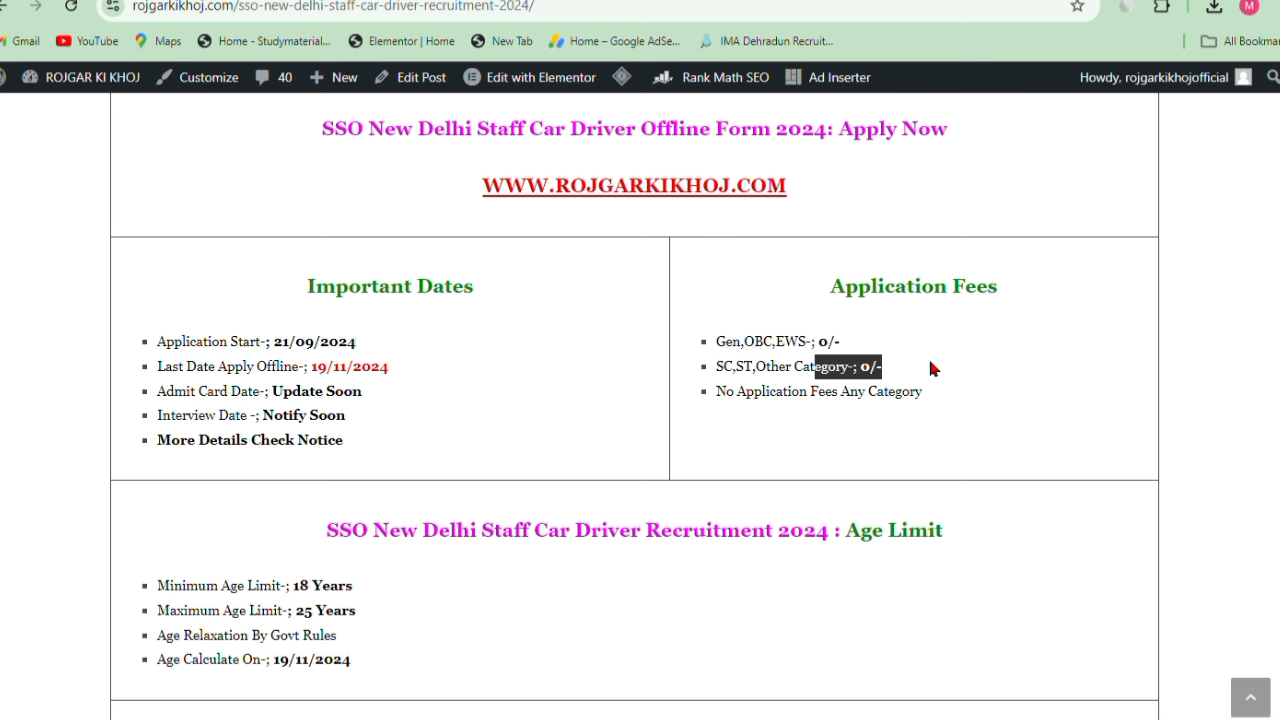 rojgarkikhoj.com/sso-new-delhi-staff-car-driver-recruitment-2024/
M
Gmail YouTube Maps Home - Studymaterial... Elementor | Home New Tab Home – Google AdSe... IMA Dehradun Recruit... All Bookmar
ROJGAR KI KHOJ Customize 40 New Edit Post Edit with Elementor Rank Math SEO Ad Inserter Howdy, rojgarkikhojofficial
SSO New Delhi Staff Car Driver Offline Form 2024: Apply Now
WWW.ROJGARKIKHOJ.COM
Important Dates
Application Start-; 21/09/2024
Last Date Apply Offline-; 19/11/2024
Admit Card Date-; Update Soon
Interview Date -; Notify Soon
More Details Check Notice
Application Fees
Gen,OBC,EWS-; 0/-
SC,ST,Other Category-; 0/-
No Application Fees Any Category
SSO New Delhi Staff Car Driver Recruitment 2024 : Age Limit
Minimum Age Limit-; 18 Years
Maximum Age Limit-; 25 Years
Age Relaxation By Govt Rules
Age Calculate On-; 19/11/2024